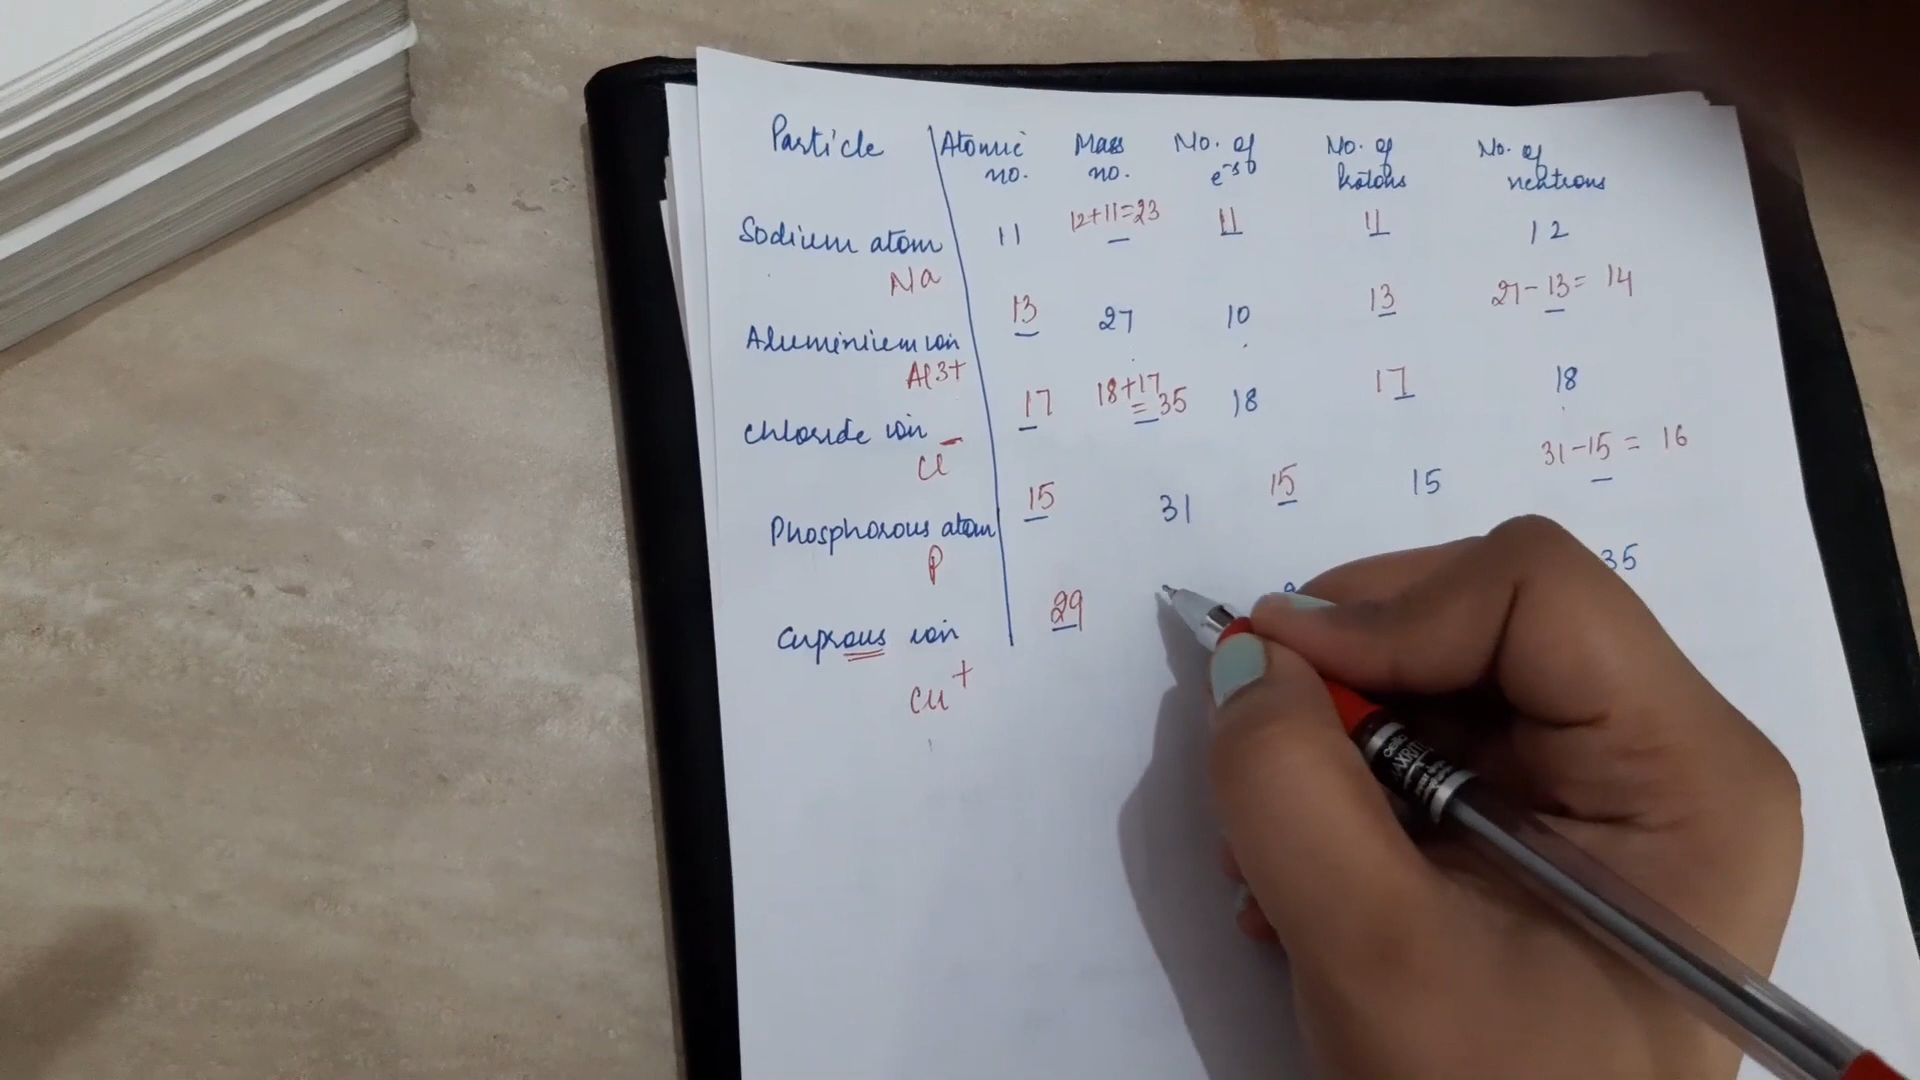 Particle Atomic no. Mass no. No. of e⁻s No. of protons No. of neutrons
Sodium atom 11 12+11=23 11 11 12
Na
Aluminium ion 13 27 10 13 27-13= 14
Al3+
Chloride ion 17 18+17 = 35 18 17 18
Cl⁻
Phosphorous atom 15 31 15 15 31-15 = 16
P
Cuprous ion 29 35
Cu⁺
cello